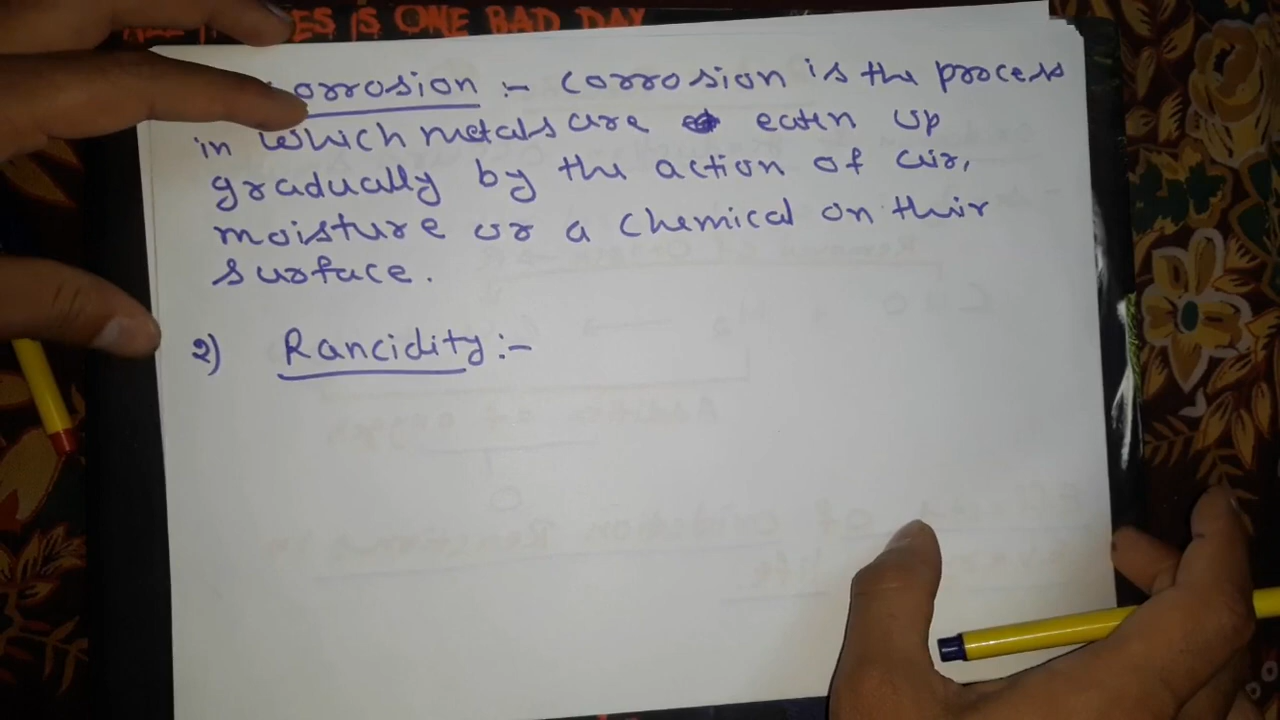 ES IS ONE BAD DAY
orrosion :- Corrosion is the process
in which metals are eaten up
gradually by the action of air,
moisture or a chemical on their
surface.
2) Rancidity :-